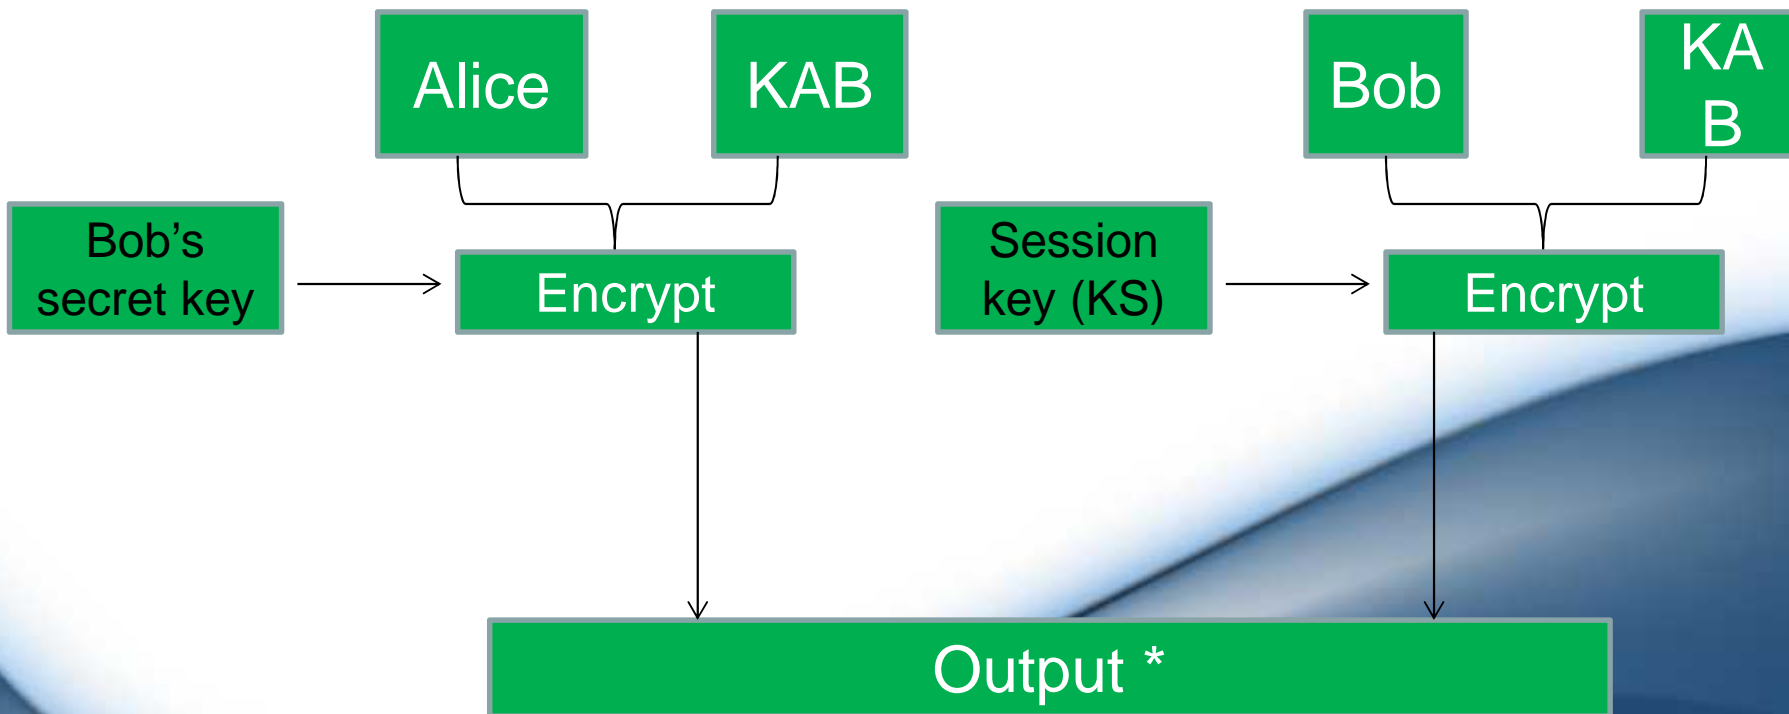 Alice
KAB
Bob
KA
B
Bob’s
secret key
Encrypt
Session
key (KS)
Encrypt
Output *